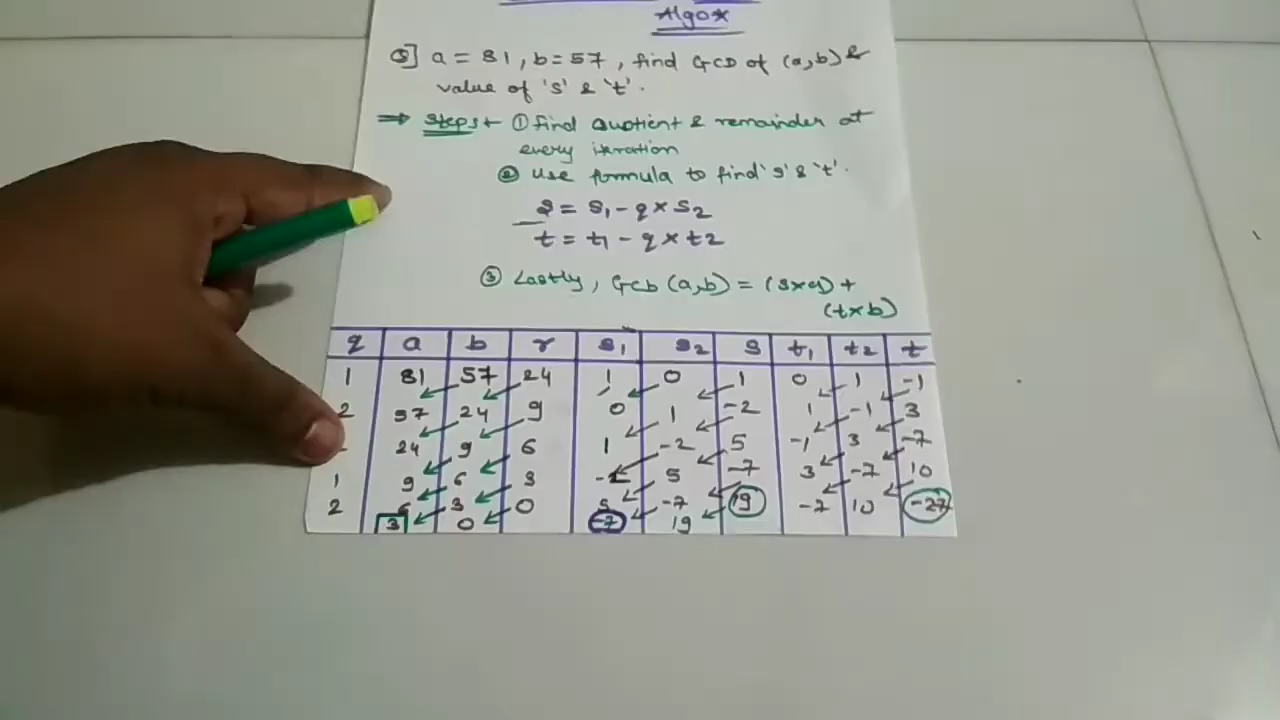 Algo*
Q] a = 81, b = 57, find GCD of (a,b) &
value of 's' & 't'.
⇒ Steps :- ① find Quotient & remainder at
every iteration
② Use formula to find 's' & 't'.
s = s₁ - q × s₂
t = t₁ - q × t₂
③ Lastly, GCD (a,b) = (s×a) +
(t×b)
q a b r s₁ s₂ s t₁ t₂ t
1 81 57 24 1 0 1 0 1 -1
2 57 24 9 0 1 -2 1 -1 3
24 9 6 1 -2 5 -1 3 -7
1 9 6 3 -2 5 -7 3 -7 10
2 6 3 0 5 -7 19 -7 10 -27
3 0 -7 19